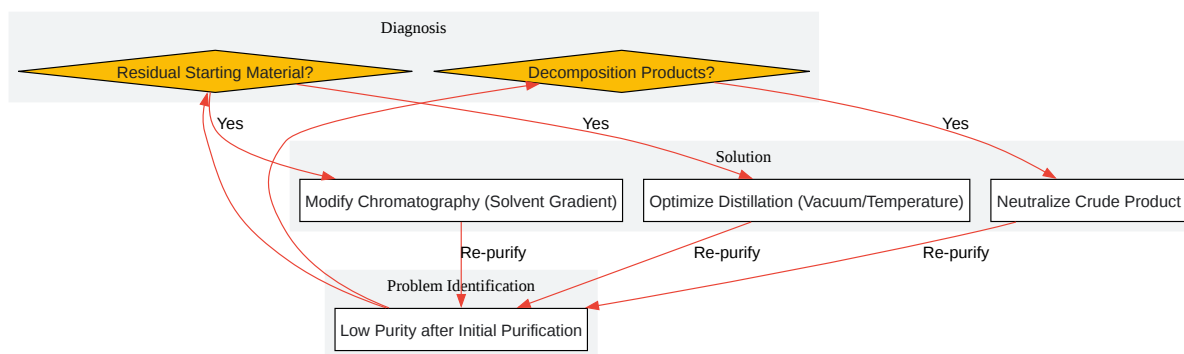 Diagnosis
Residual Starting Material?
Decomposition Products?
Yes
Yes
Yes
Solution
Modify Chromatography (Solvent Gradient)
Optimize Distillation (Vacuum/Temperature)
Neutralize Crude Product
Re-purify
Re-purify
Re-purify
Problem Identification
Low Purity after Initial Purification